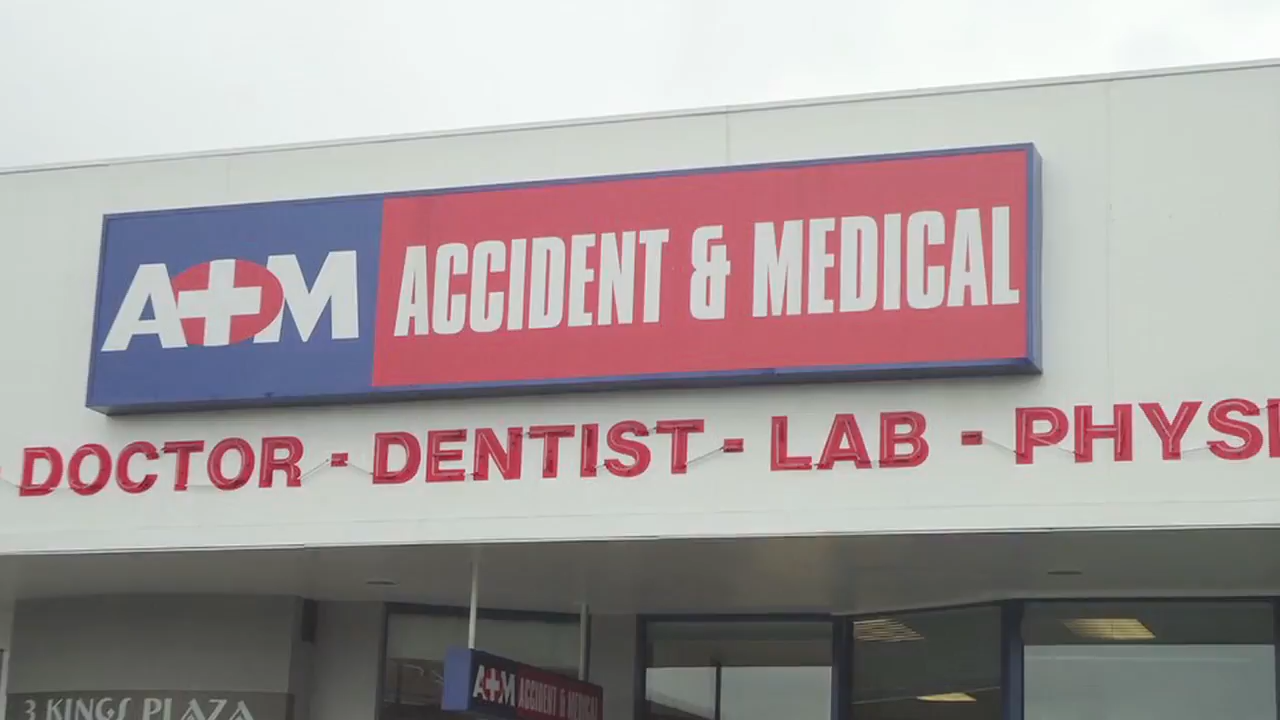 A+M ACCIDENT & MEDICAL
DOCTOR - DENTIST - LAB - PHYSI
A+M ACCIDENT & MEDICAL
3 KINGS PLAZA